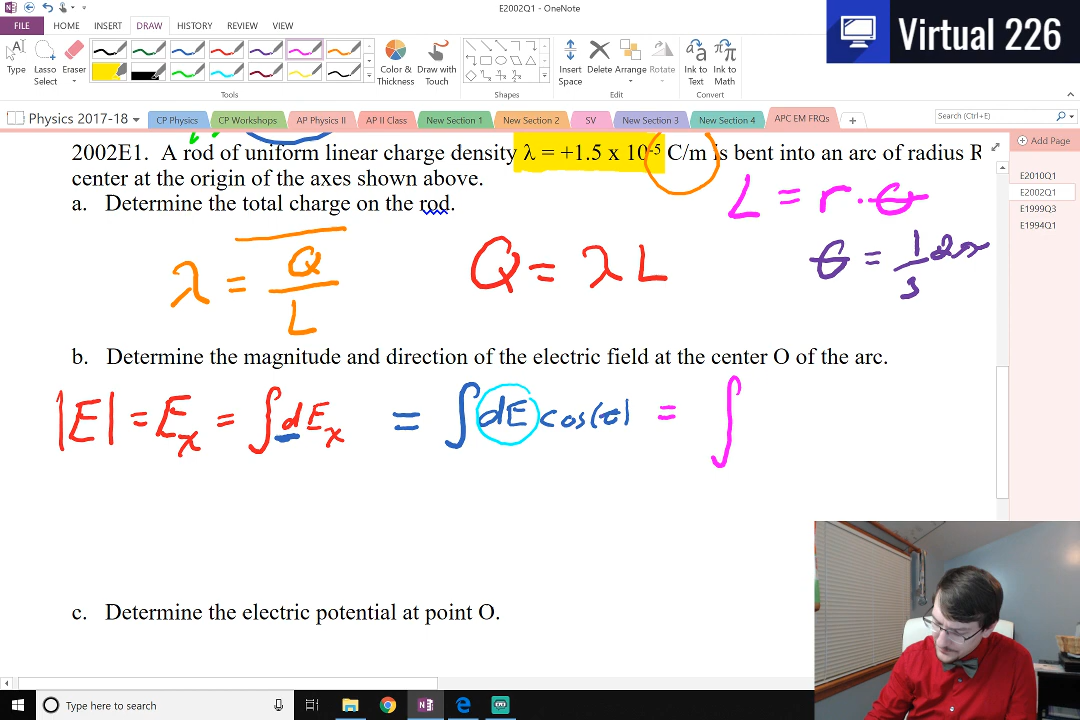 E2002Q1 - OneNote
Virtual 226
FILE HOME INSERT DRAW HISTORY REVIEW VIEW
Type Lasso Select Eraser Color & Thickness Draw with Touch Insert Space Delete Arrange Rotate Ink to Text Ink to Math
Tools Shapes Edit Convert
Physics 2017-18 CP Physics CP Workshops AP Physics II AP II Class New Section 1 New Section 2 SV New Section 3 New Section 4 APC EM FRQs + Search (Ctrl+E)
Add Page
E2010Q1
E2002Q1
E1999Q3
E1994Q1
2002E1. A rod of uniform linear charge density λ = +1.5 x 10-5 C/m is bent into an arc of radius R
center at the origin of the axes shown above.
a. Determine the total charge on the rod.
L = r·θ
λ = Q/L Q = λ L θ = 1/3 2π
b. Determine the magnitude and direction of the electric field at the center O of the arc.
|E| = Ex = ∫dEx = ∫dE cos(θ) = ∫
c. Determine the electric potential at point O.
Type here to search